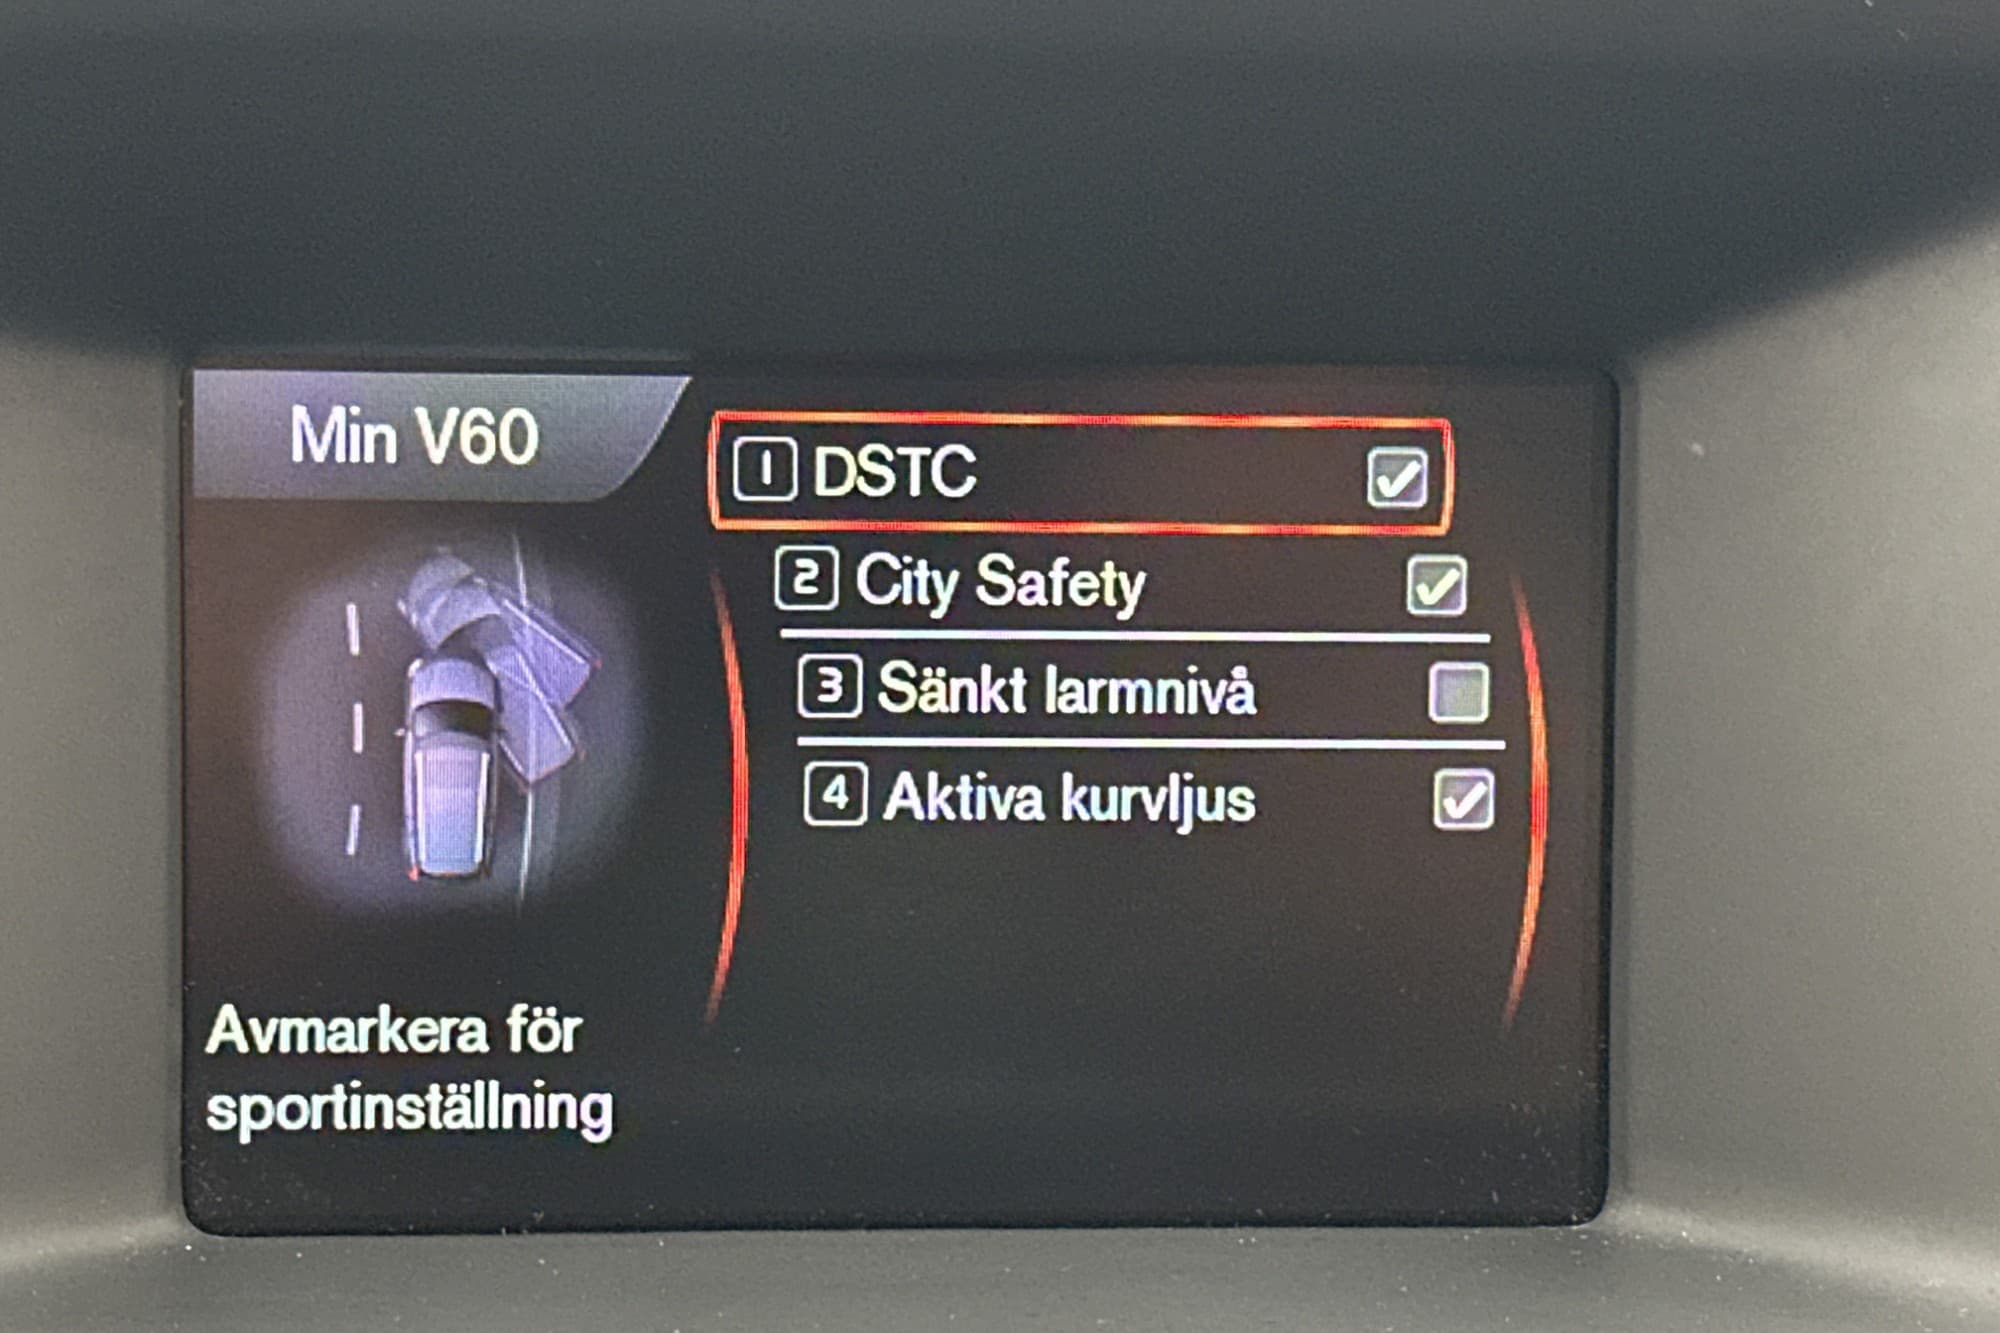 Min V60
1 DSTC
2 City Safety
3 Sänkt larmnivå
4 Aktiva kurvljus
Avmarkera för
sportinställning